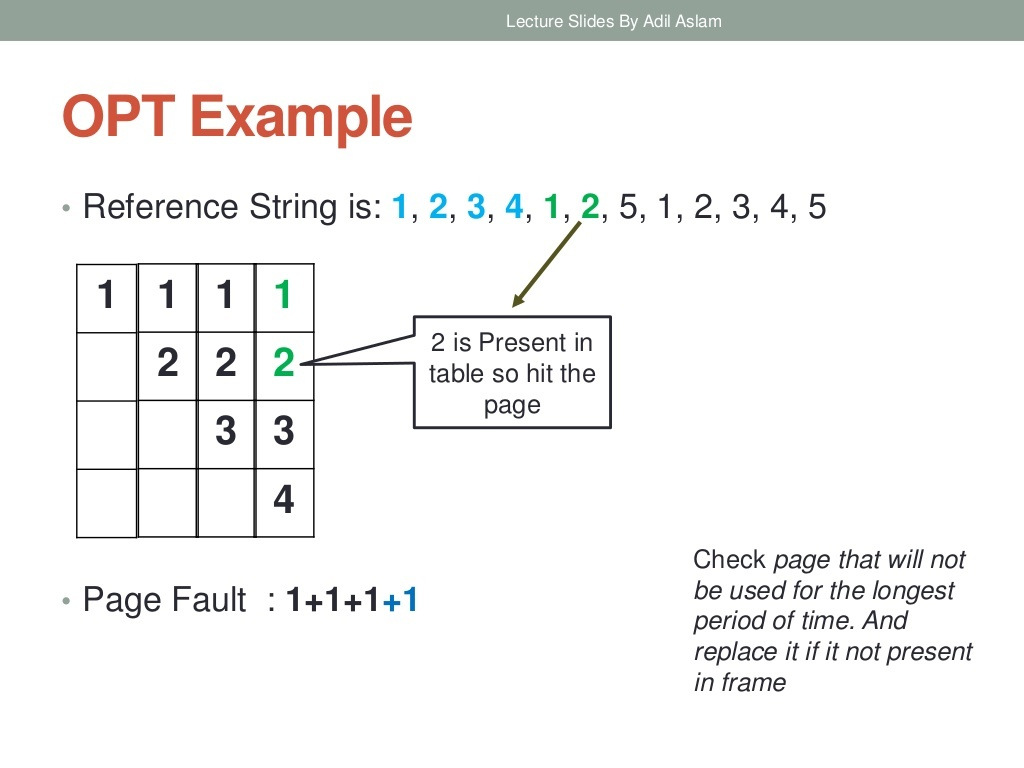 Lecture Slides By Adil Aslam
OPT Example
• Reference String is: 1, 2, 3, 4, 1, 2, 5, 1, 2, 3, 4, 5
1 1 1 1
2 2 2
3 3
4
2 is Present in
table so hit the
page
• Page Fault : 1+1+1+1
Check page that will not
be used for the longest
period of time. And
replace it if it not present
in frame